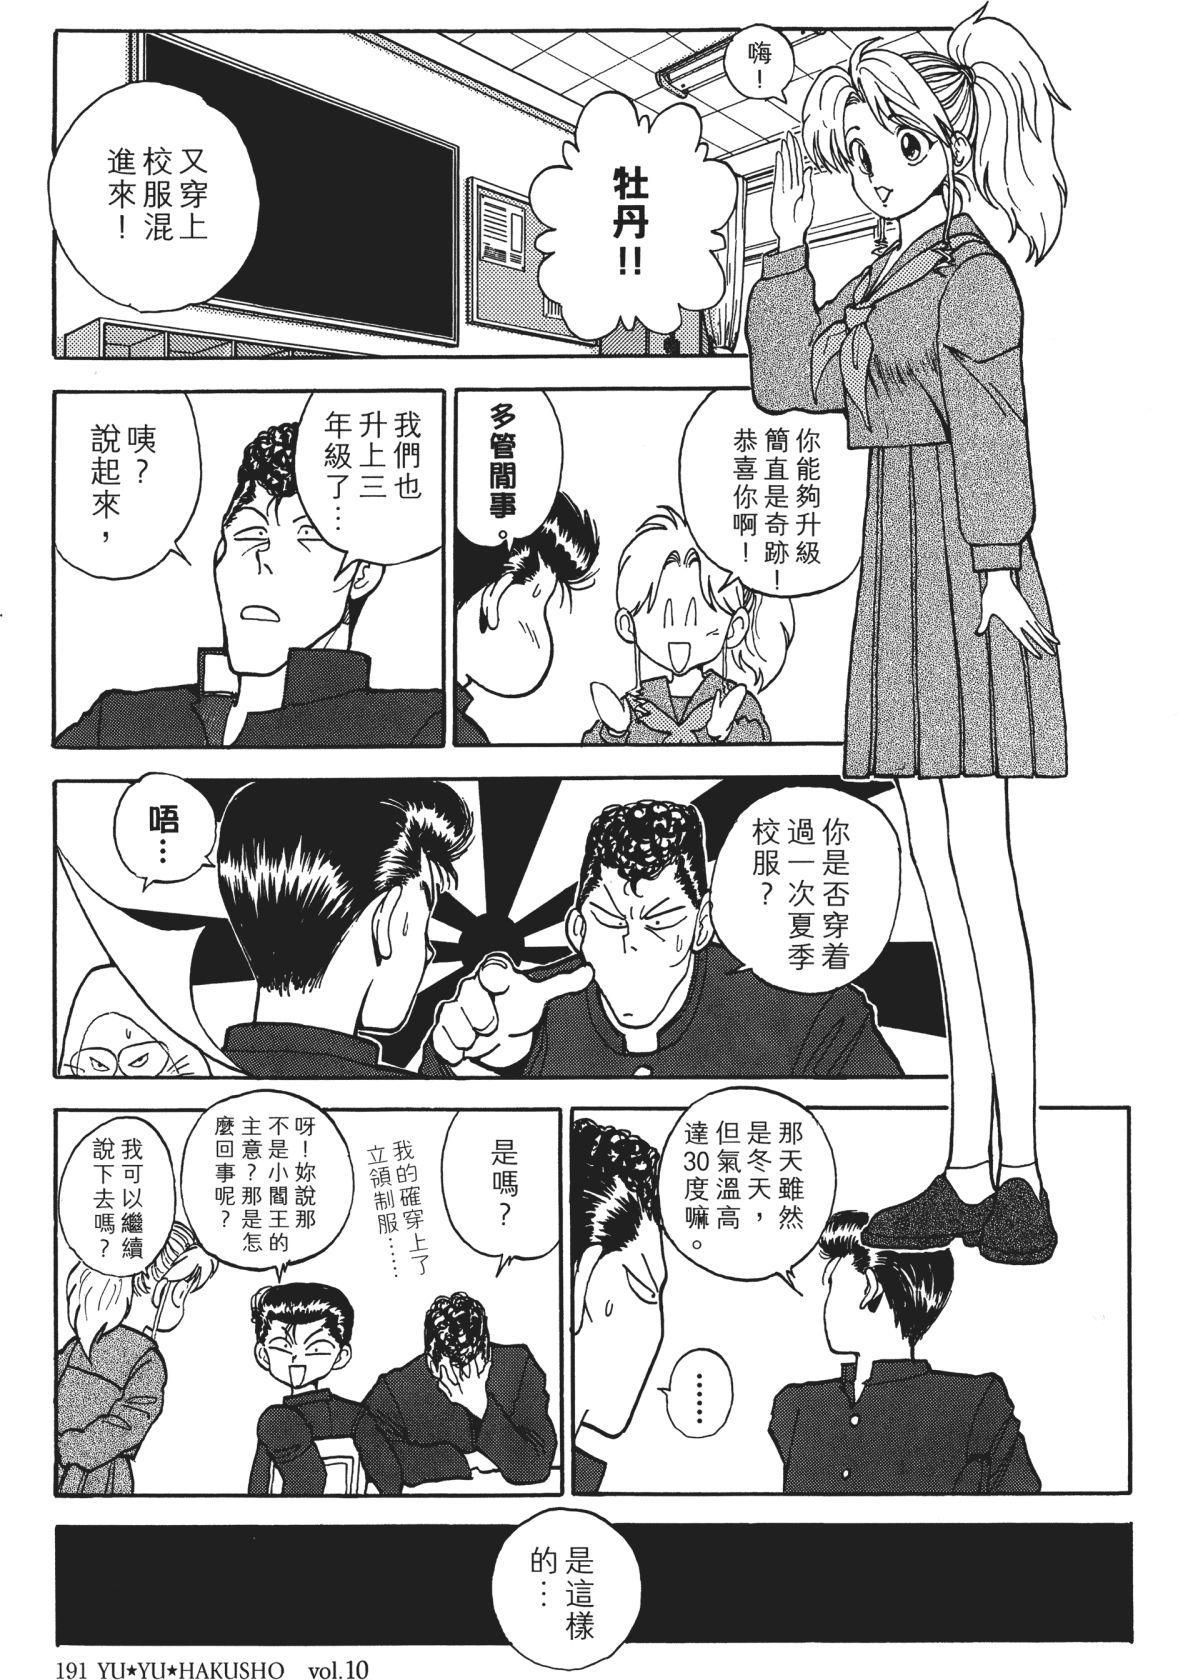 嗨！
牡丹!!
又穿上
校服混
進來！
你能夠升級
簡直是奇跡！
恭喜你啊！
多管閒事。
我們也
升上三
年級了…
咦？
說起來，
你是否穿着
過一次夏季
校服？
唔…
那天雖然
是冬天，
但氣溫高
達30度嘛。
……
是嗎？
我的確穿上了
立領制服……
呀！妳說那
不是小閻王的
主意？那是怎
麼回事呢？
我可以繼續
說下去嗎？
是這樣
的…
191 YU★YU★HAKUSHO vol.10